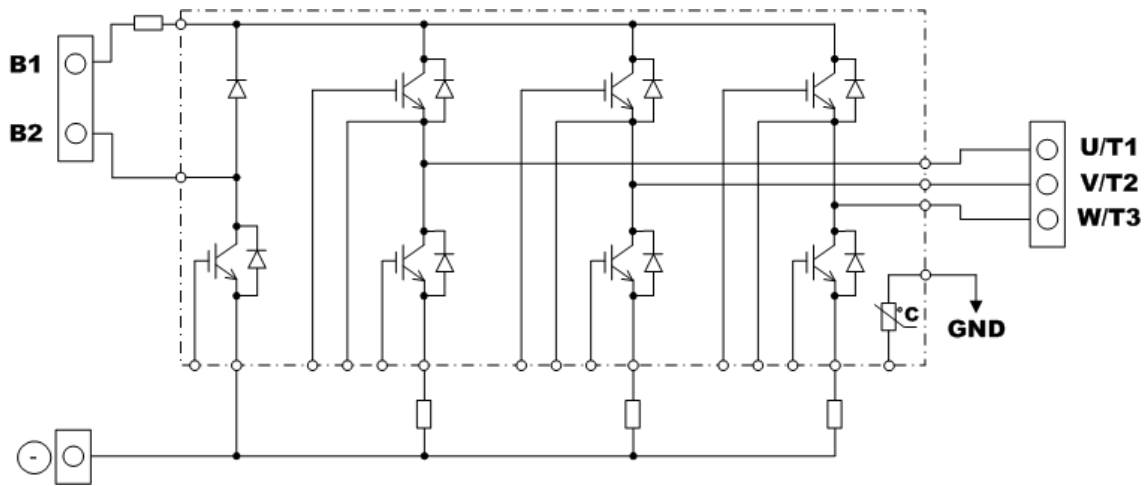 B1
B2
U/T1
V/T2
W/T3
°C
GND
-